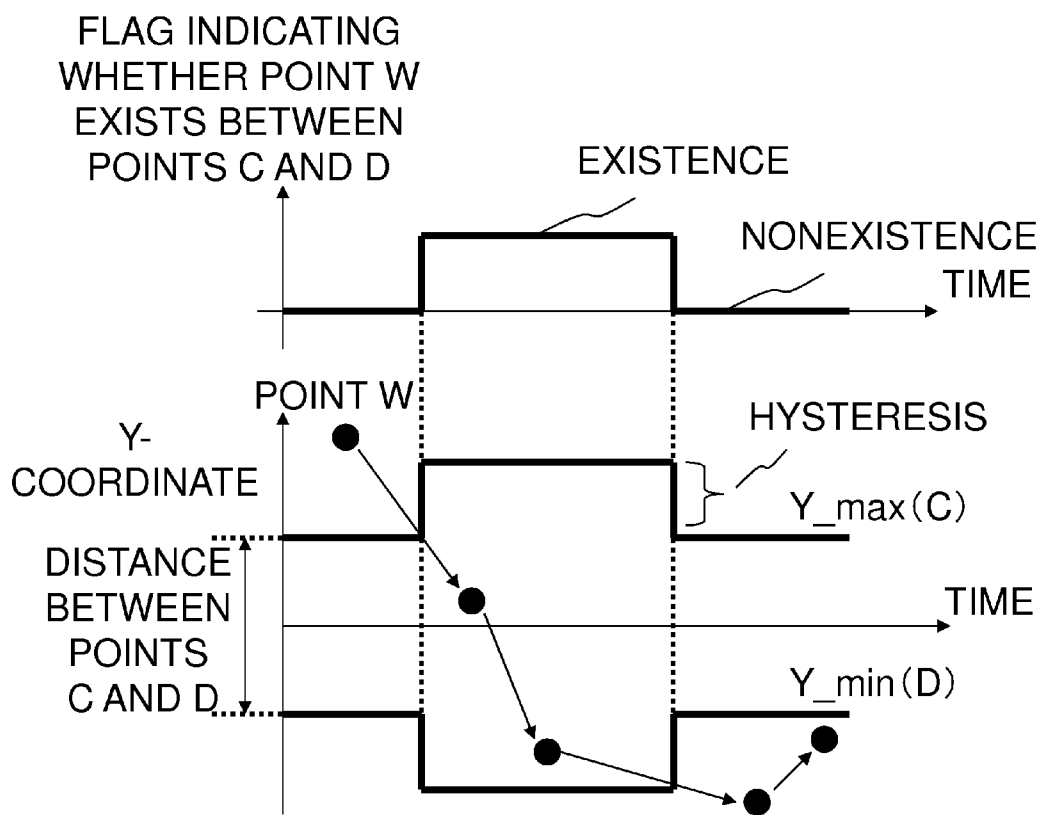 FLAG INDICATING
WHETHER POINT W
EXISTS BETWEEN
POINTS C AND D
EXISTENCE
NONEXISTENCE
TIME
POINT W
HYSTERESIS
Y-
COORDINATE
Y_max(C)
DISTANCE
BETWEEN
POINTS
C AND D
TIME
Y_min(D)